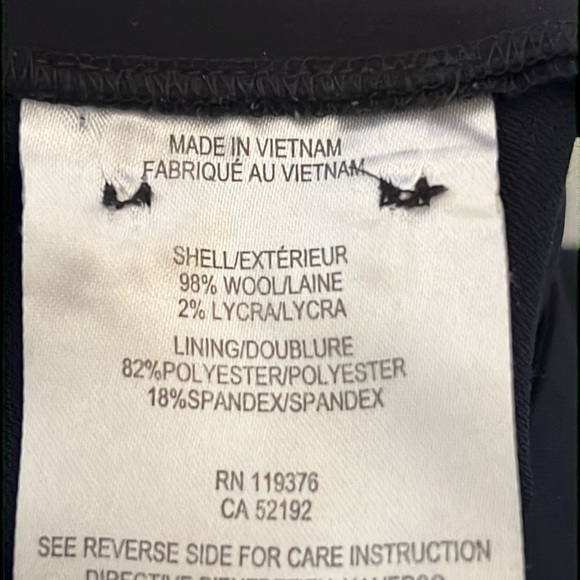 MADE IN VIETNAM
FABRIQUÉ AU VIETNAM
SHELL/EXTÉRIEUR
98% WOOL/LAINE
2% LYCRA/LYCRA
LINING/DOUBLURE
82%POLYESTER/POLYESTER
18%SPANDEX/SPANDEX
RN 119376
CA 52192
SEE REVERSE SIDE FOR CARE INSTRUCTION